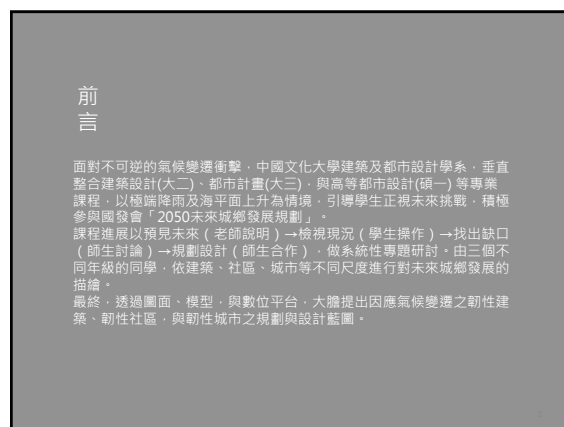 前
言
面對不可逆的氣候變遷衝擊，中國文化大學建築及都市設計學系，垂直
整合建築設計(大二)、都市計畫(大三)，與高等都市設計(碩一) 等專業
課程，以極端降雨及海平面上升為情境，引導學生正視未來挑戰，積極
參與國發會「2050未來城鄉發展規劃」。
課程進展以預見未來（老師說明）→檢視現況（學生操作）→找出缺口
（師生討論）→規劃設計（師生合作），做系統性專題研討。由三個不
同年級的同學，依建築、社區、城市等不同尺度進行對未來城鄉發展的
描繪。
最終，透過圖面、模型，與數位平台，大膽提出因應氣候變遷之韌性建
築、韌性社區，與韌性城市之規劃與設計藍圖。